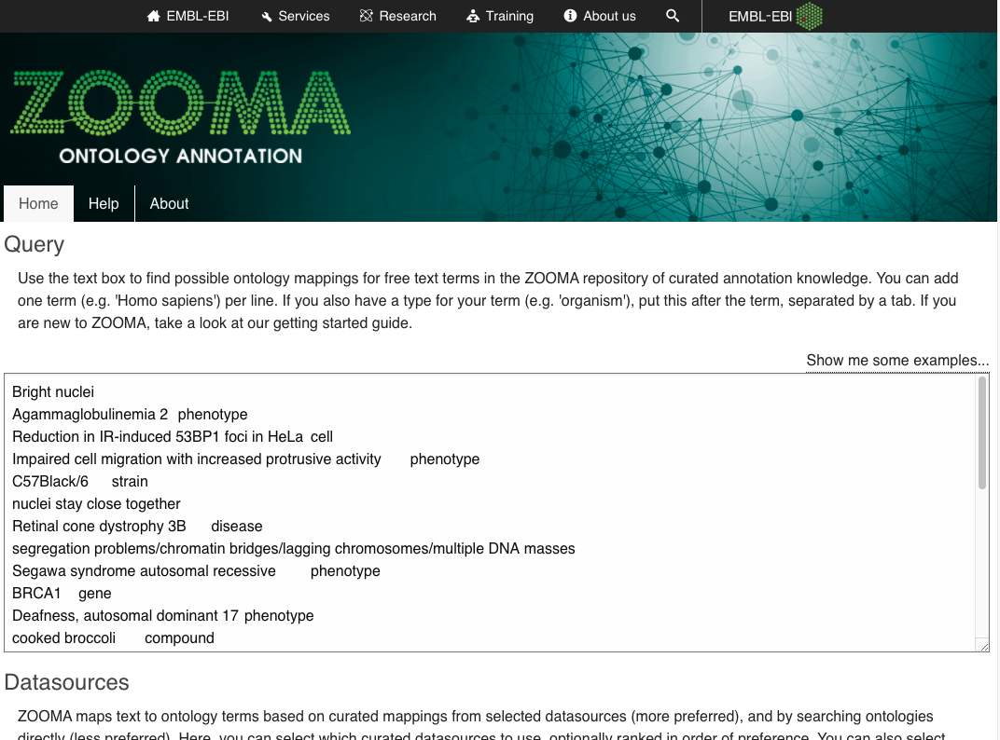 EMBL-EBI Services Research Training About us EMBL-EBI
ZOOMA
ONTOLOGY ANNOTATION
Home Help About
Query
Use the text box to find possible ontology mappings for free text terms in the ZOOMA repository of curated annotation knowledge. You can add
one term (e.g. 'Homo sapiens') per line. If you also have a type for your term (e.g. 'organism'), put this after the term, separated by a tab. If you
are new to ZOOMA, take a look at our getting started guide.
Show me some examples...
Bright nuclei
Agammaglobulinemia 2 phenotype
Reduction in IR-induced 53BP1 foci in HeLa cell
Impaired cell migration with increased protrusive activity phenotype
C57Black/6 strain
nuclei stay close together
Retinal cone dystrophy 3B disease
segregation problems/chromatin bridges/lagging chromosomes/multiple DNA masses
Segawa syndrome autosomal recessive phenotype
BRCA1 gene
Deafness, autosomal dominant 17 phenotype
cooked broccoli compound
Datasources
ZOOMA maps text to ontology terms based on curated mappings from selected datasources (more preferred), and by searching ontologies
directly (less preferred). Here, you can select which curated datasources to use, optionally ranked in order of preference. You can also select